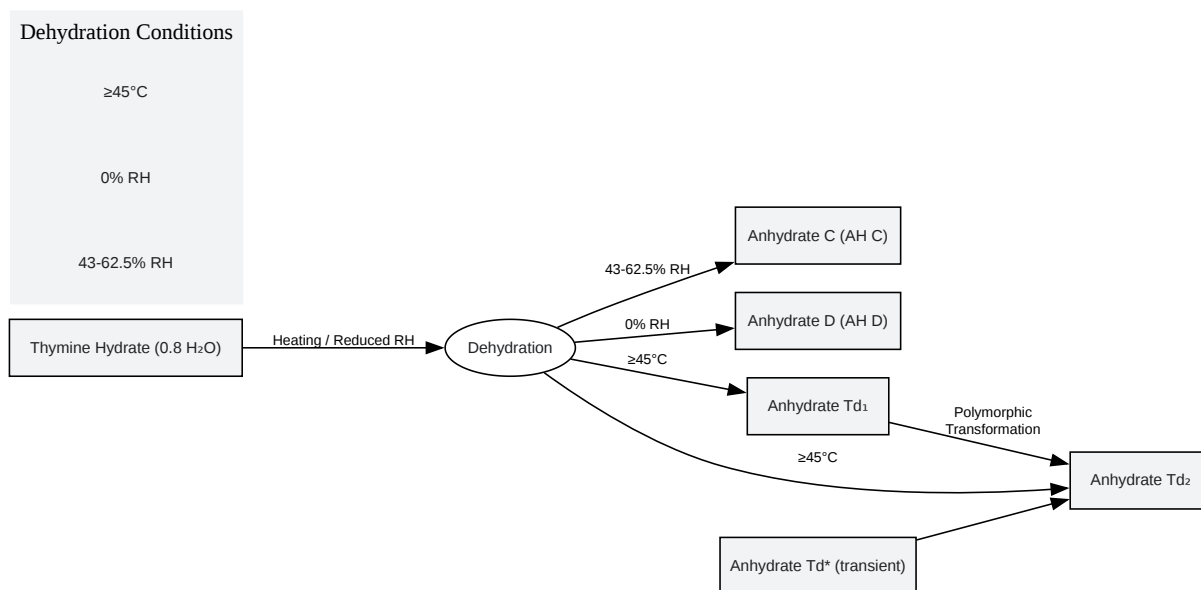 Dehydration Conditions
≥45°C
0% RH
43-62.5% RH
Thymine Hydrate (0.8 H₂O)
Heating / Reduced RH
Dehydration
43-62.5% RH
0% RH
≥45°C
≥45°C
Anhydrate C (AH C)
Anhydrate D (AH D)
Anhydrate Td₁
Polymorphic
Transformation
Anhydrate Td₂
Anhydrate Td* (transient)